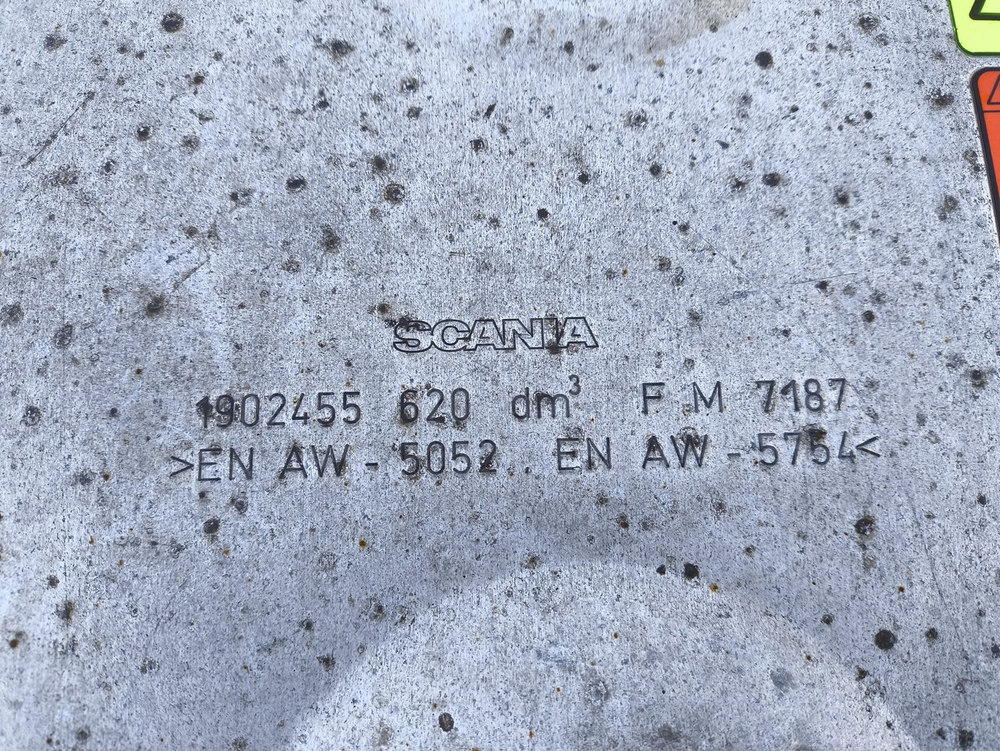 SCANIA
1902455 620 dm³ F M 7187
>EN AW - 5052 . EN AW - 5754<